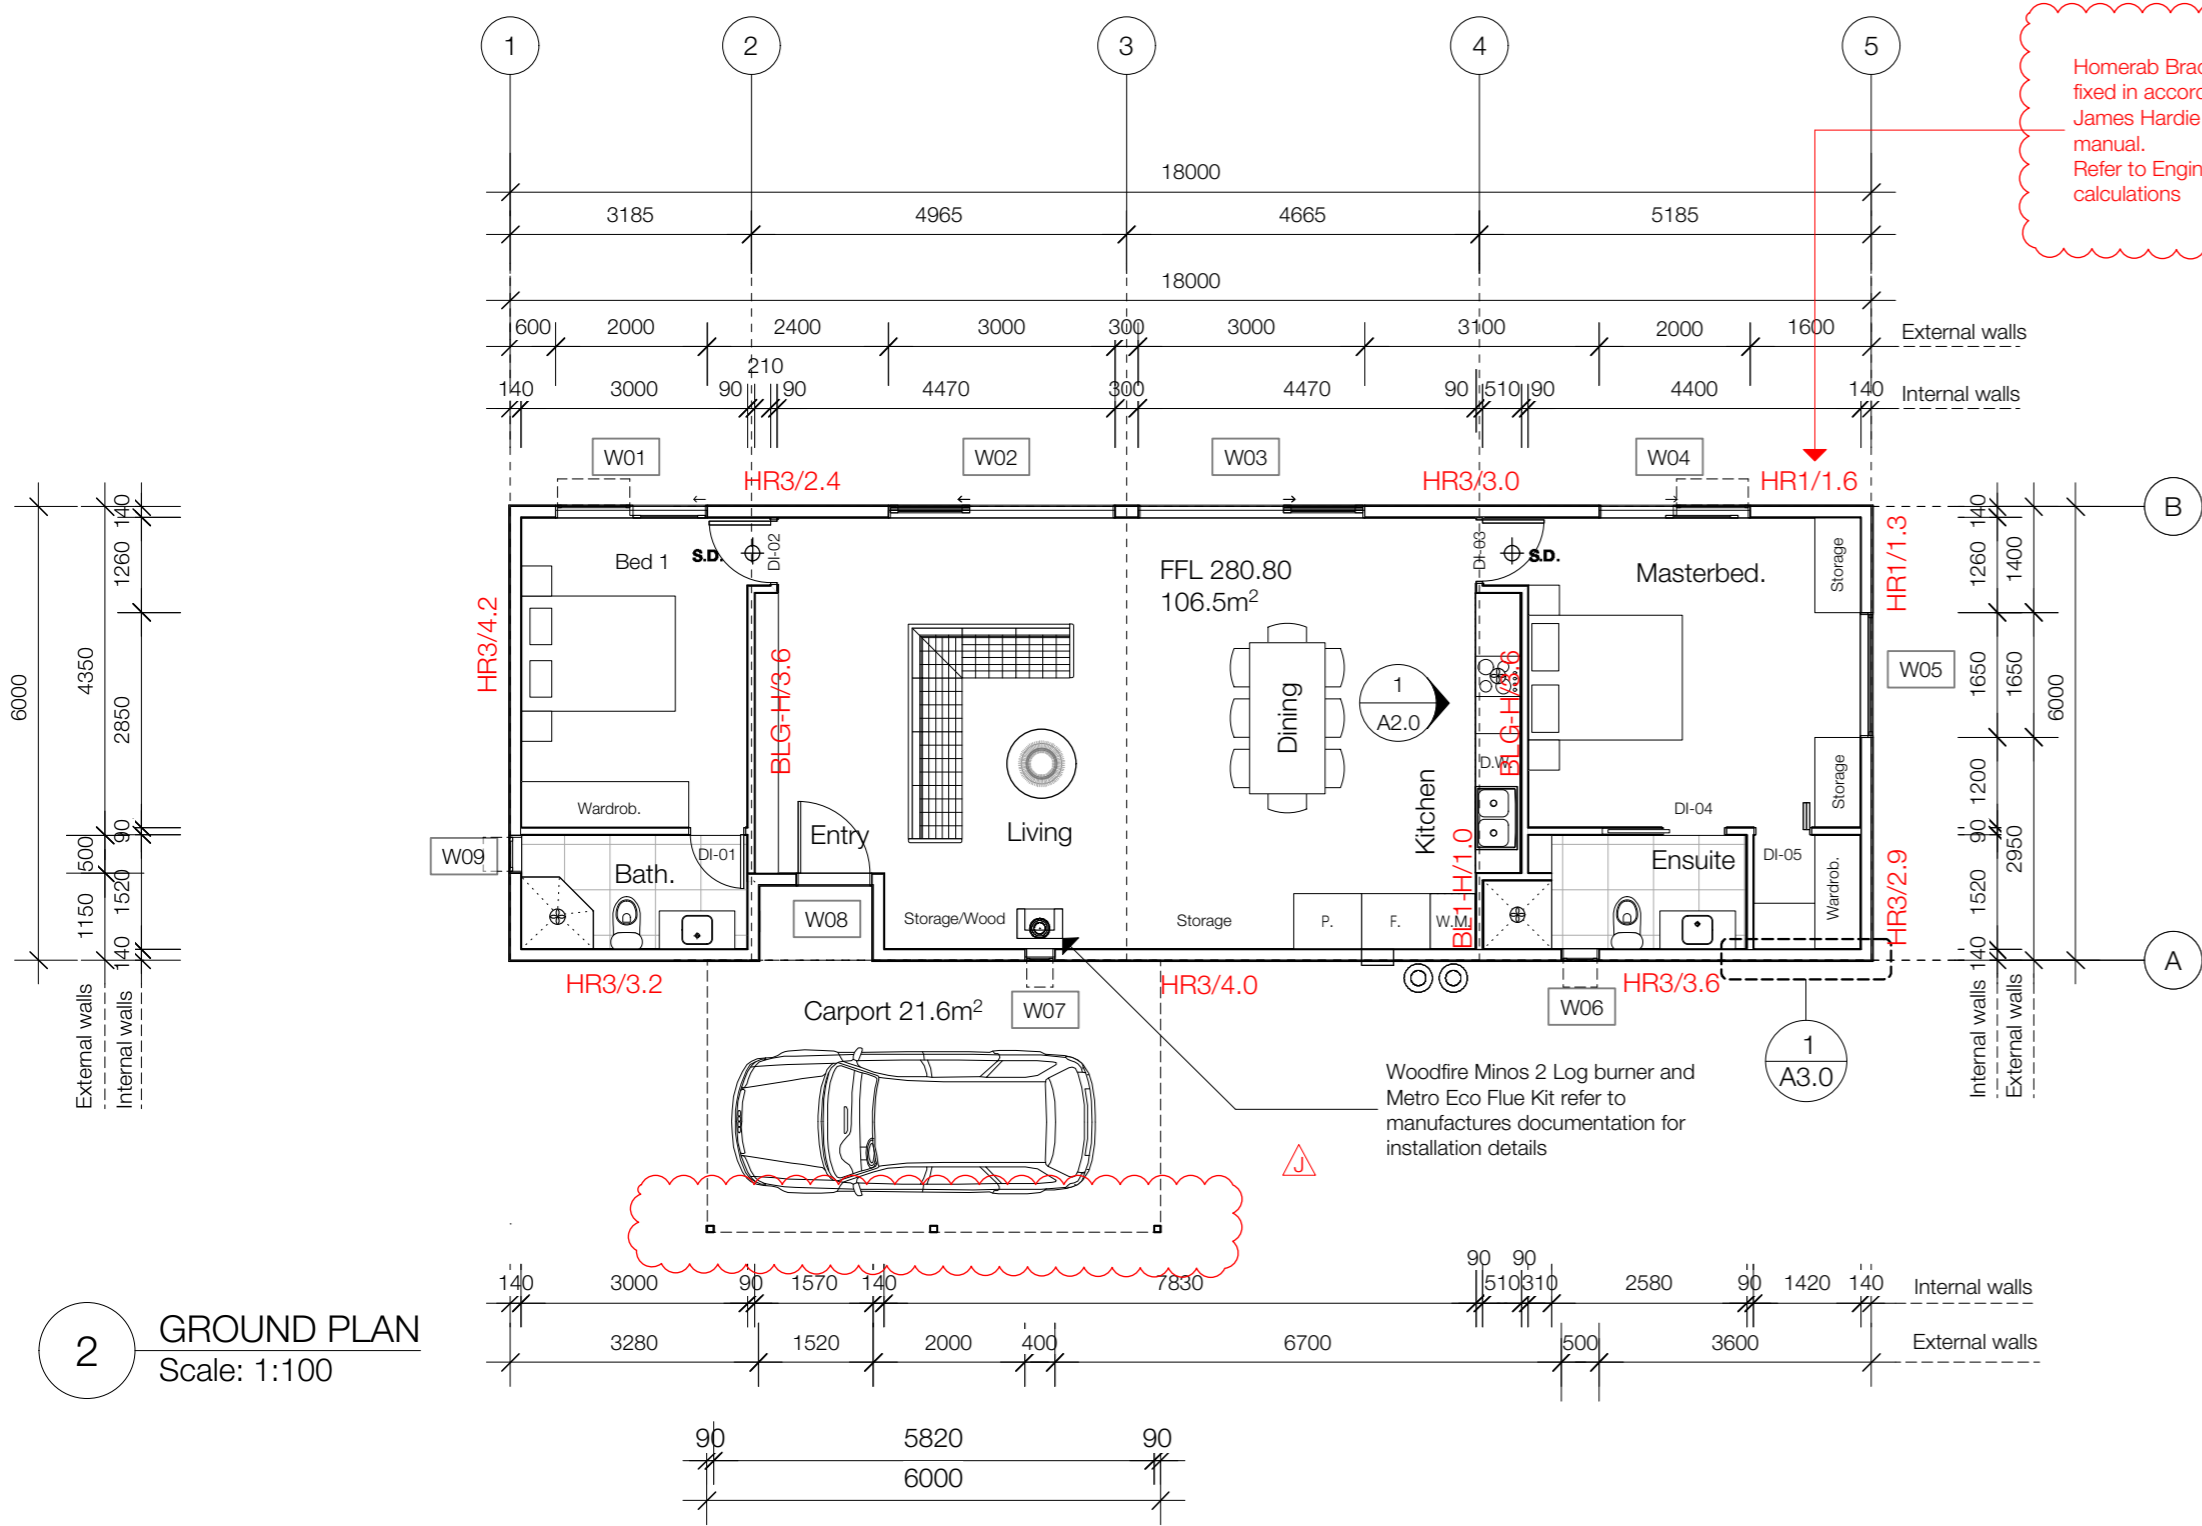 1
2
3
4
5
Homerab Brac
fixed in accord
James Hardie
manual.
Refer to Engin
calculations
18000
3185
4965
4665
5185
18000
600
2000
2400
3000
300
3000
3100
2000
1600
External walls
210
140
3000
90
90
4470
300
4470
90
510
90
4400
140
Internal walls
W01
W02
W03
W04
HR3/2.4
HR3/3.0
HR1/1.6
B
6000
4350
500
1150
External walls
140
1260
2850
90
1520
140
Internal walls
HR3/4.2
Bed 1
S.D.
DI-02
FFL 280.80
106.5m²
DI-03
S.D.
Masterbed.
Storage
HR1/1.3
140
1260
1650
1200
90
1520
140
Internal walls
1400
1650
2950
External walls
6000
W05
BLG-H/3.6
Dining
1
A2.0
BLG-H/3.6
D.W.
Storage
Wardrob.
Entry
Living
Kitchen
DI-04
W09
DI-01
Bath.
Ensuite
DI-05
Wardrob.
HR3/2.9
W08
Storage/Wood
Storage
P.
F.
W.M.
BL1-H/1.0
A
HR3/3.2
HR3/4.0
HR3/3.6
Carport 21.6m²
W07
W06
1
A3.0
Woodfire Minos 2 Log burner and
Metro Eco Flue Kit refer to
manufactures documentation for
installation details
J
90
90
140
3000
90
1570
140
7830
510
310
2580
90
1420
140
Internal walls
3280
1520
2000
400
6700
500
3600
External walls
2
GROUND PLAN
Scale: 1:100
90
5820
90
6000